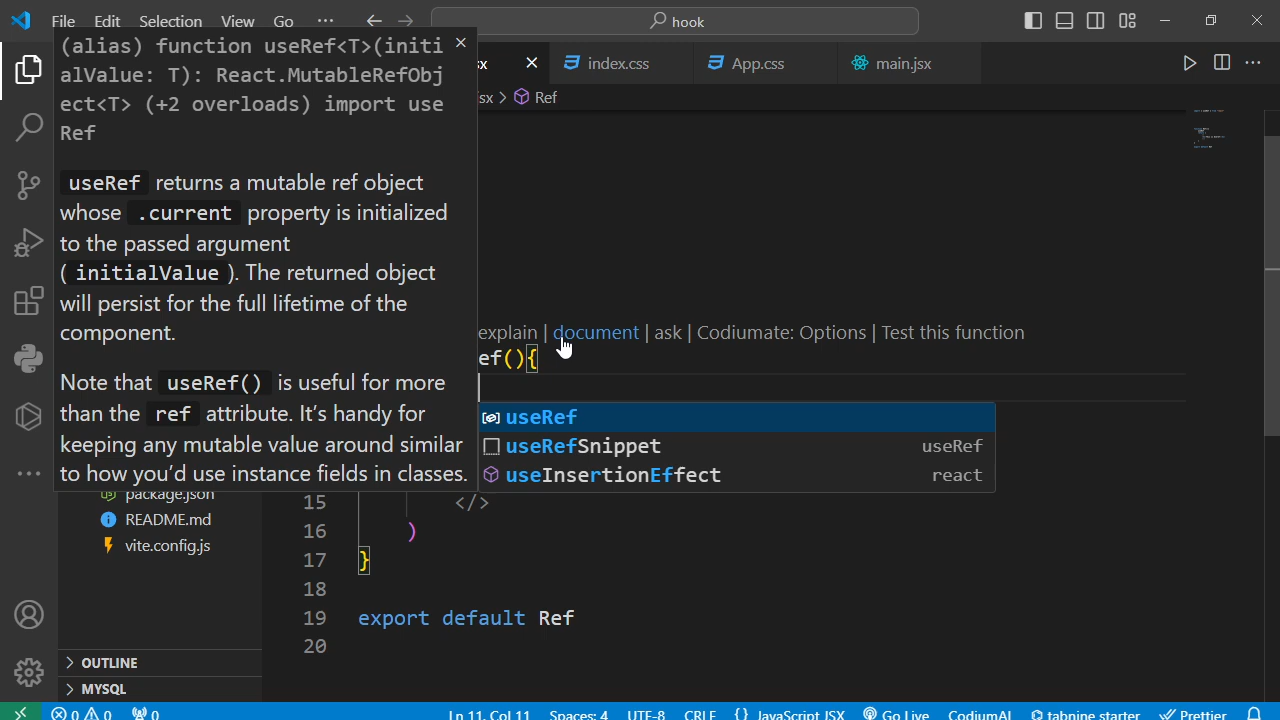 File Edit Selection View Go ···
hook
(alias) function useRef<T>(initi
alValue: T): React.MutableRefObj
ect<T> (+2 overloads) import use
Ref
useRef returns a mutable ref object
whose .current property is initialized
to the passed argument
( initialValue ). The returned object
will persist for the full lifetime of the
component.
Note that useRef() is useful for more
than the ref attribute. It's handy for
keeping any mutable value around similar
to how you'd use instance fields in classes.
sx index.css App.css main.jsx
sx > Ref
explain | document | ask | Codiumate: Options | Test this function
ef(){
useRef
useRefSnippet useRef
useInsertionEffect react
package.json
README.md
vite.config.js
15 </>
16 )
17 }
18
19 export default Ref
20
OUTLINE
MYSQL
0 0 0 Ln 11, Col 11 Spaces: 4 UTF-8 CRLF {} JavaScript JSX Go Live CodiumAI tabnine starter Prettier